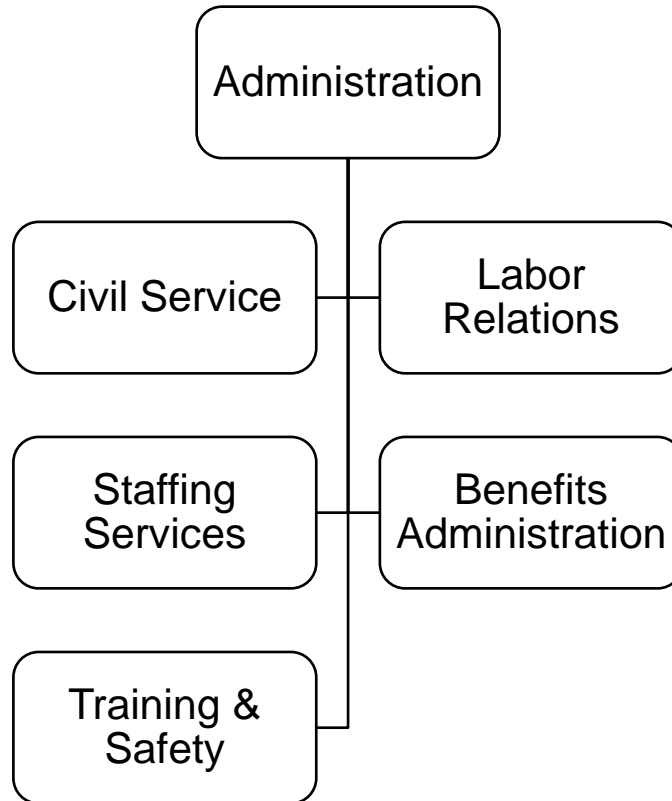 Administration
Civil Service
Labor
Relations
Staffing
Services
Benefits
Administration
Training &
Safety